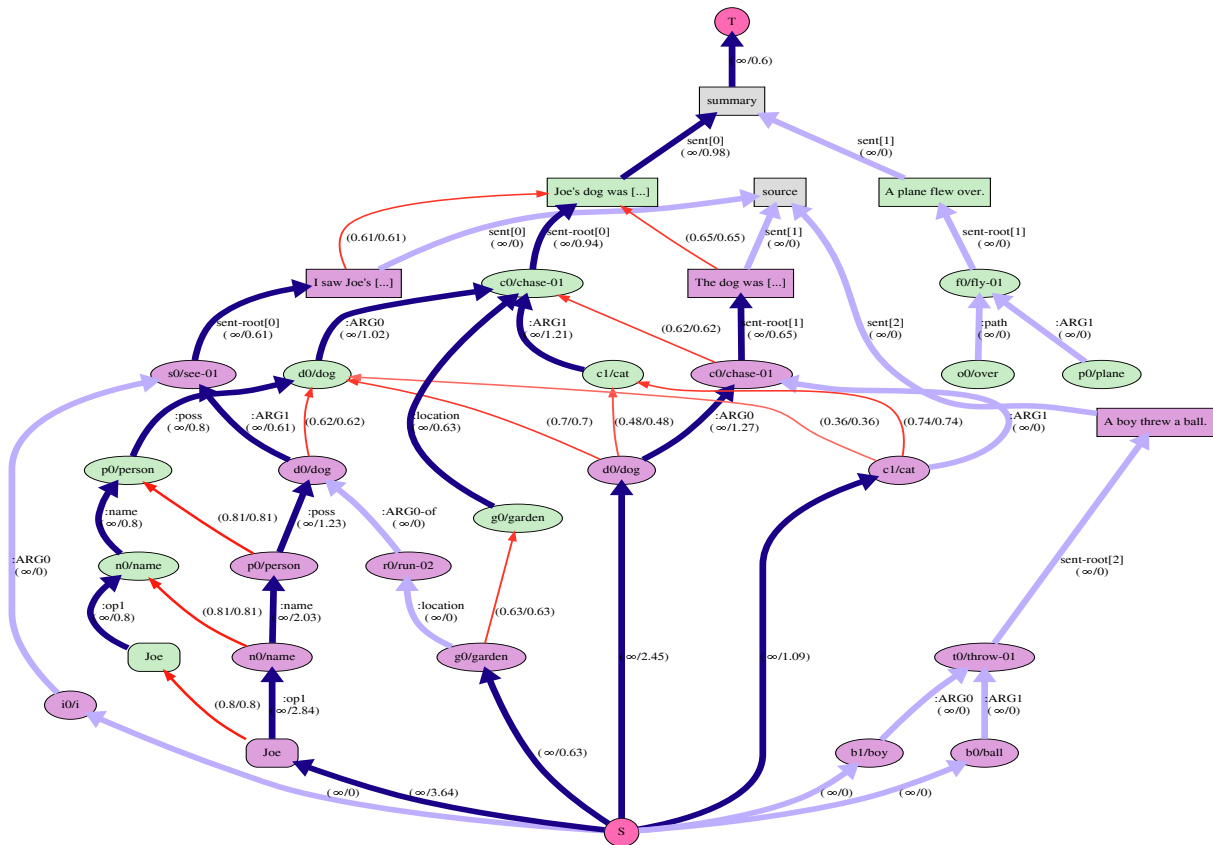 T
(∞/0.6)
summary
sent[0]
(∞/0.98)
sent[1]
(∞/0)
Joe's dog was [...]
source
A plane flew over.
(0.61/0.61)
sent[0]
(∞/0)
sent-root[0]
(∞/0.94)
(0.65/0.65)
sent[1]
(∞/0)
sent-root[1]
(∞/0)
I saw Joe's [...]
c0/chase-01
The dog was [...]
f0/fly-01
sent-root[0]
(∞/0.61)
:ARG0
(∞/1.02)
:ARG1
(∞/1.21)
(0.62/0.62)
sent-root[1]
(∞/0.65)
sent[2]
(∞/0)
:path
(∞/0)
:ARG1
(∞/0)
s0/see-01
d0/dog
c1/cat
c0/chase-01
o0/over
p0/plane
:poss
(∞/0.8)
:ARG1
(∞/0.61)
(0.62/0.62)
:location
(∞/0.63)
(0.7/0.7)
(0.48/0.48)
:ARG0
(∞/1.27)
(0.36/0.36)
(0.74/0.74)
:ARG1
(∞/0)
A boy threw a ball.
p0/person
d0/dog
d0/dog
c1/cat
:name
(∞/0.8)
(0.81/0.81)
:poss
(∞/1.23)
:ARG0-of
(∞/0)
g0/garden
:ARG0
(∞/0)
n0/name
p0/person
r0/run-02
sent-root[2]
(∞/0)
:op1
(∞/0.8)
(0.81/0.81)
:name
(∞/2.03)
:location
(∞/0)
(0.63/0.63)
Joe
n0/name
g0/garden
(∞/2.45)
(∞/1.09)
t0/throw-01
i0/i
(0.8/0.8)
:op1
(∞/2.84)
:ARG0
(∞/0)
:ARG1
(∞/0)
Joe
(∞/0.63)
b1/boy
b0/ball
(∞/0)
(∞/3.64)
(∞/0)
(∞/0)
S